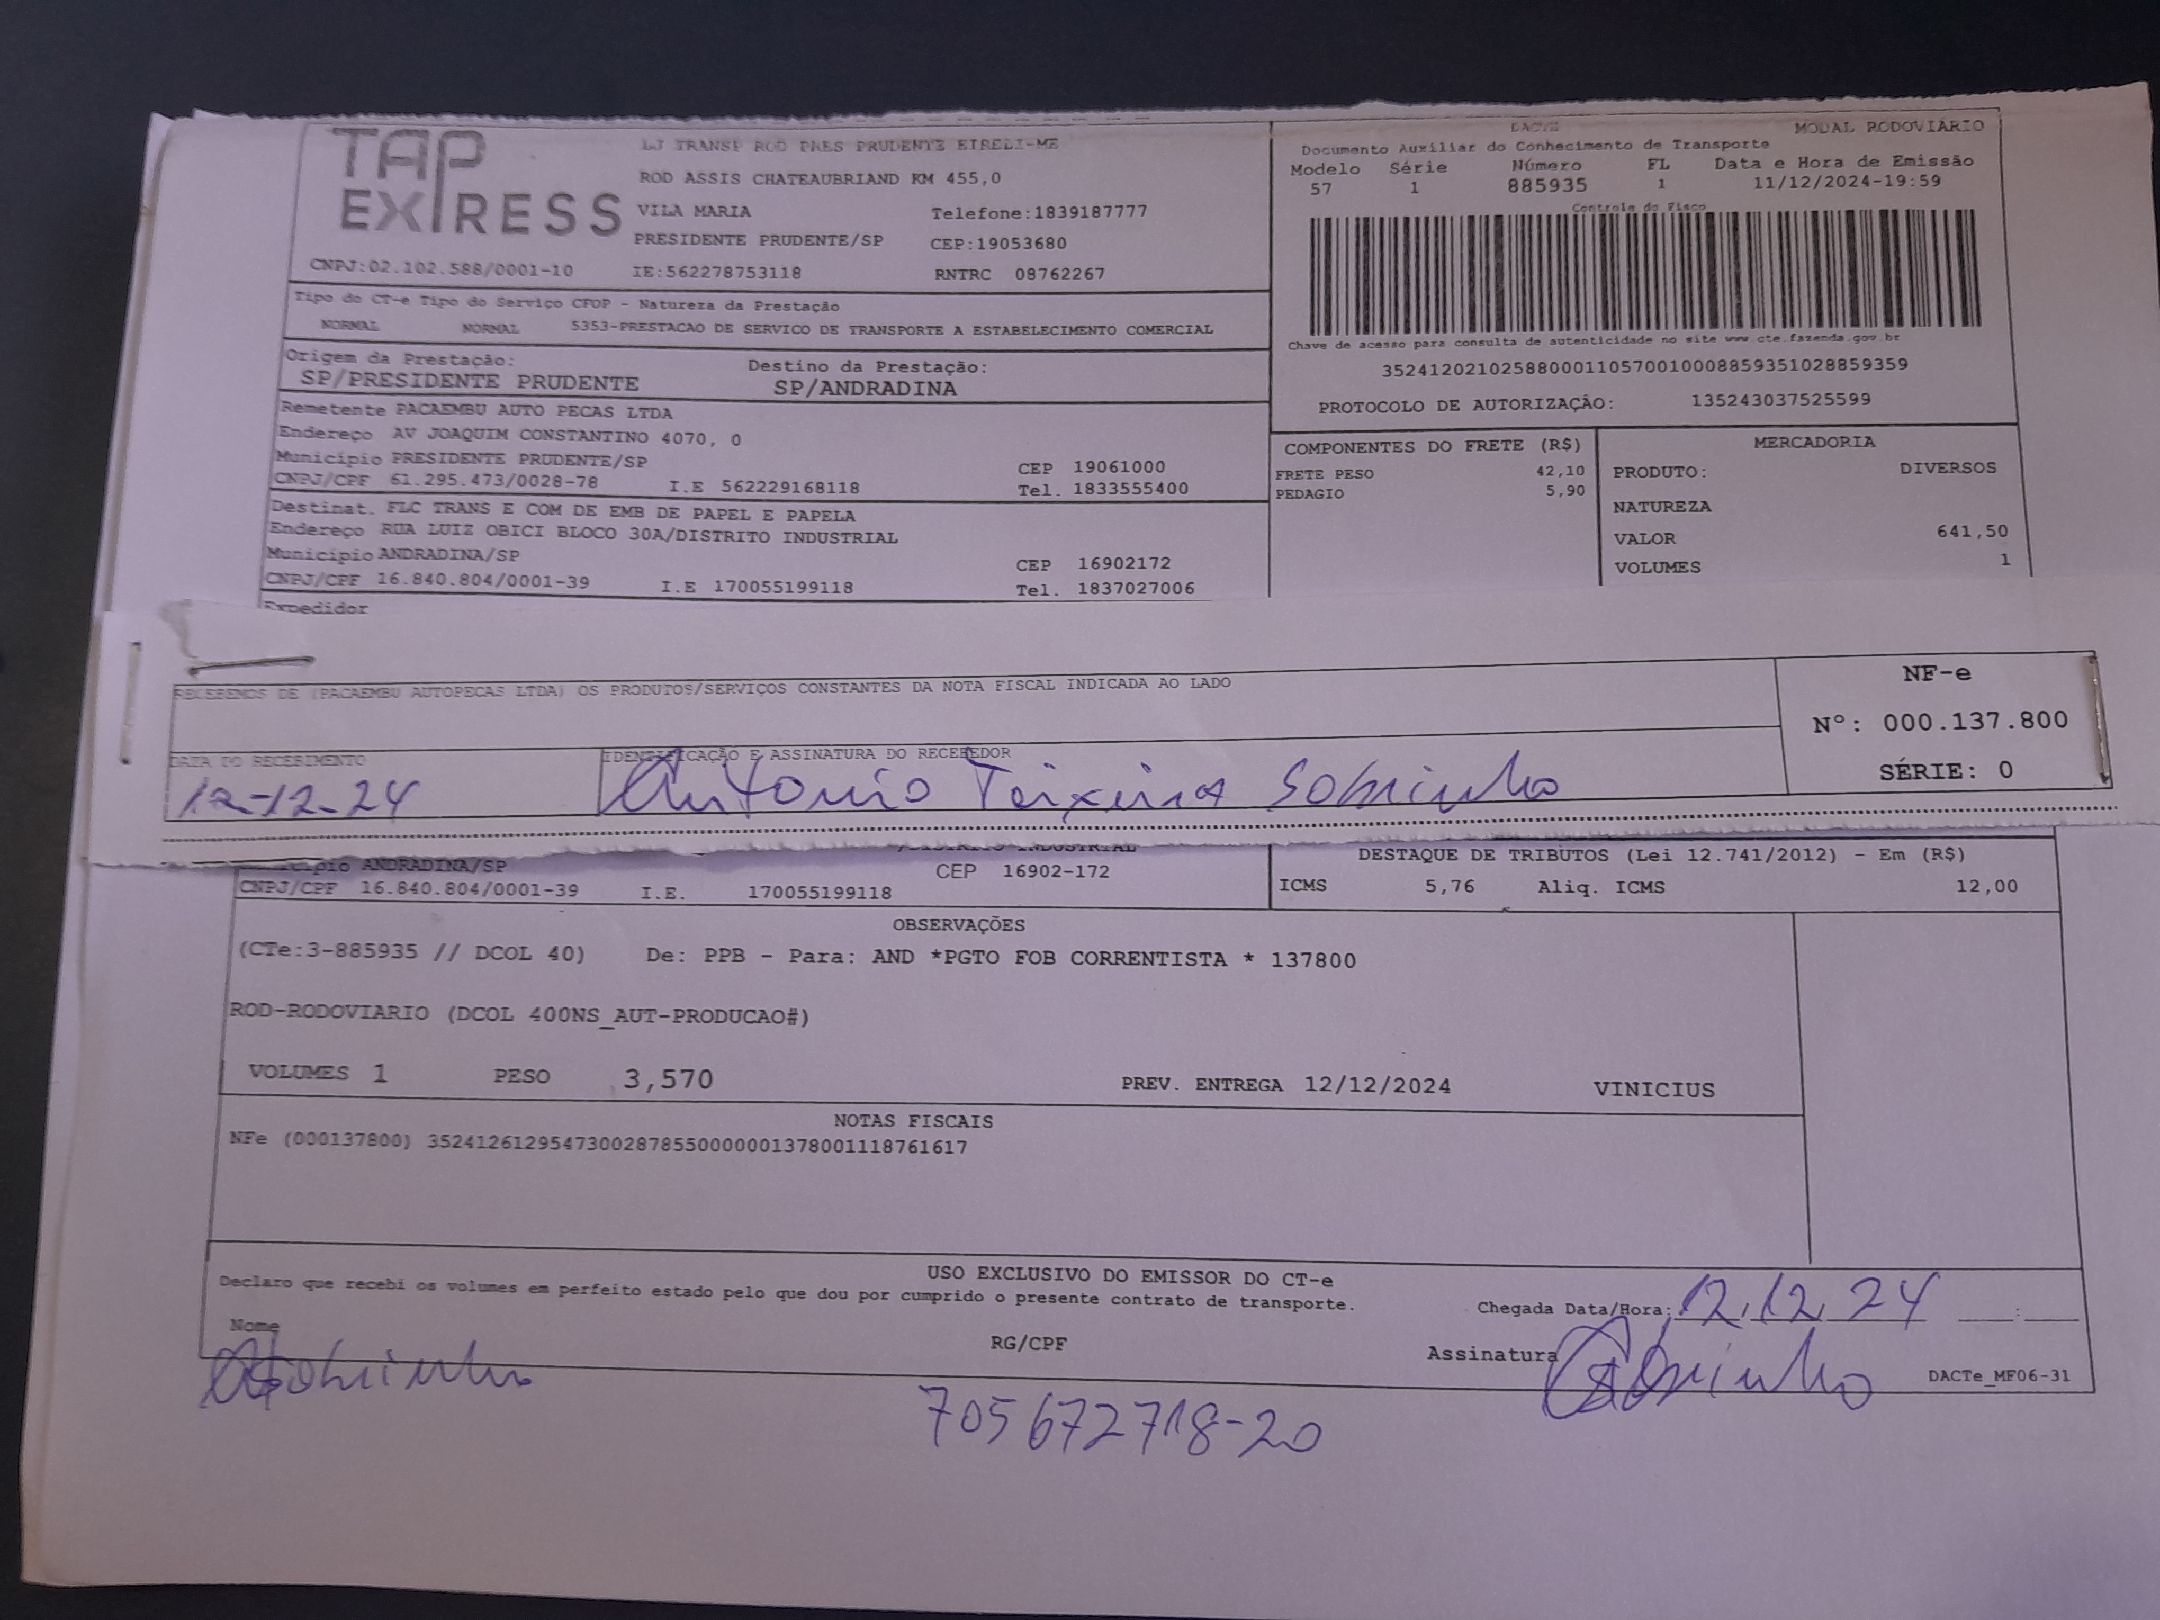 TAP EXPRESS
LJ TRANSP ROD PRES PRUDENTE EIRELI-ME
ROD ASSIS CHATEAUBRIAND KM 455,0
VILA MARIA Telefone:1839187777
PRESIDENTE PRUDENTE/SP CEP:19053680
CNPJ:02.102.588/0001-10 IE:562278753118 RNTRC 08762267
Tipo do CT-e Tipo do Serviço CFOP - Natureza da Prestação
NORMAL NORMAL 5353-PRESTACAO DE SERVICO DE TRANSPORTE A ESTABELECIMENTO COMERCIAL
Origem da Prestação: Destino da Prestação:
SP/PRESIDENTE PRUDENTE SP/ANDRADINA
Remetente PACAEMBU AUTO PECAS LTDA
Endereço AV JOAQUIM CONSTANTINO 4070, 0
Município PRESIDENTE PRUDENTE/SP CEP 19061000
CNPJ/CPF 61.295.473/0028-78 I.E 562229168118 Tel. 1833555400
Destinat. FLC TRANS E COM DE EMB DE PAPEL E PAPELA
Endereço RUA LUIZ OBICI BLOCO 30A/DISTRITO INDUSTRIAL
Município ANDRADINA/SP CEP 16902172
CNPJ/CPF 16.840.804/0001-39 I.E 170055199118 Tel. 1837027006
Expedidor
DACTE MODAL RODOVIÁRIO
Documento Auxiliar do Conhecimento de Transporte
Modelo Série Número FL Data e Hora de Emissão
57 1 885935 1 11/12/2024-19:59
Controle do Fisco
Chave de acesso para consulta de autenticidade no site www.cte.fazenda.gov.br
35241202102588000110570010008859351028859359
PROTOCOLO DE AUTORIZAÇÃO: 135243037525599
COMPONENTES DO FRETE (R$)
FRETE PESO 42,10
PEDAGIO 5,90
MERCADORIA
PRODUTO: DIVERSOS
NATUREZA
VALOR 641,50
VOLUMES 1
RECEBEMOS DE (PACAEMBU AUTOPECAS LTDA) OS PRODUTOS/SERVIÇOS CONSTANTES DA NOTA FISCAL INDICADA AO LADO
DATA DO RECEBIMENTO IDENTIFICAÇÃO E ASSINATURA DO RECEBEDOR
12-12-24 Antonio Teixeira Sobrinho
NF-e
Nº: 000.137.800
SÉRIE: 0
/DISTRITO INDUSTRIAL
ANDRADINA/SP CEP 16902-172
CNPJ/CPF 16.840.804/0001-39 I.E. 170055199118
DESTAQUE DE TRIBUTOS (Lei 12.741/2012) - Em (R$)
ICMS 5,76 Aliq. ICMS 12,00
OBSERVAÇÕES
(CTe:3-885935 // DCOL 40) De: PPB - Para: AND *PGTO FOB CORRENTISTA * 137800
ROD-RODOVIARIO (DCOL 400NS_AUT-PRODUCAO#)
VOLUMES 1 PESO 3,570 PREV. ENTREGA 12/12/2024 VINICIUS
NOTAS FISCAIS
NFe (000137800) 35241261295473002878550000001378001118761617
USO EXCLUSIVO DO EMISSOR DO CT-e
Declaro que recebi os volumes em perfeito estado pelo que dou por cumprido o presente contrato de transporte.
Chegada Data/Hora: 12.12.24 __:__
Nome RG/CPF Assinatura
ATSobrinho 705672718-20 ATSobrinho
DACTe_MF06-31